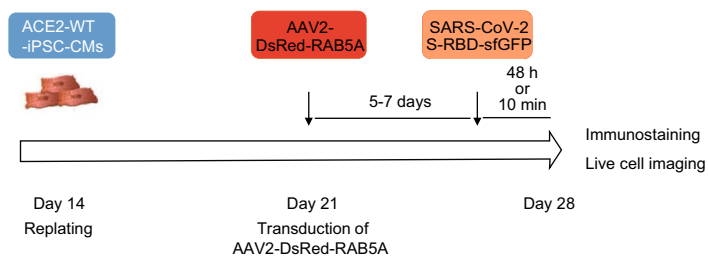 ACE2-WT
-iPSC-CMs
AAV2-
DsRed-RAB5A
SARS-CoV-2
S-RBD-sfGFP
48 h
or
10 min
5-7 days
Immunostaining
Live cell imaging
Day 14
Replating
Day 21
Transduction of
AAV2-DsRed-RAB5A
Day 28